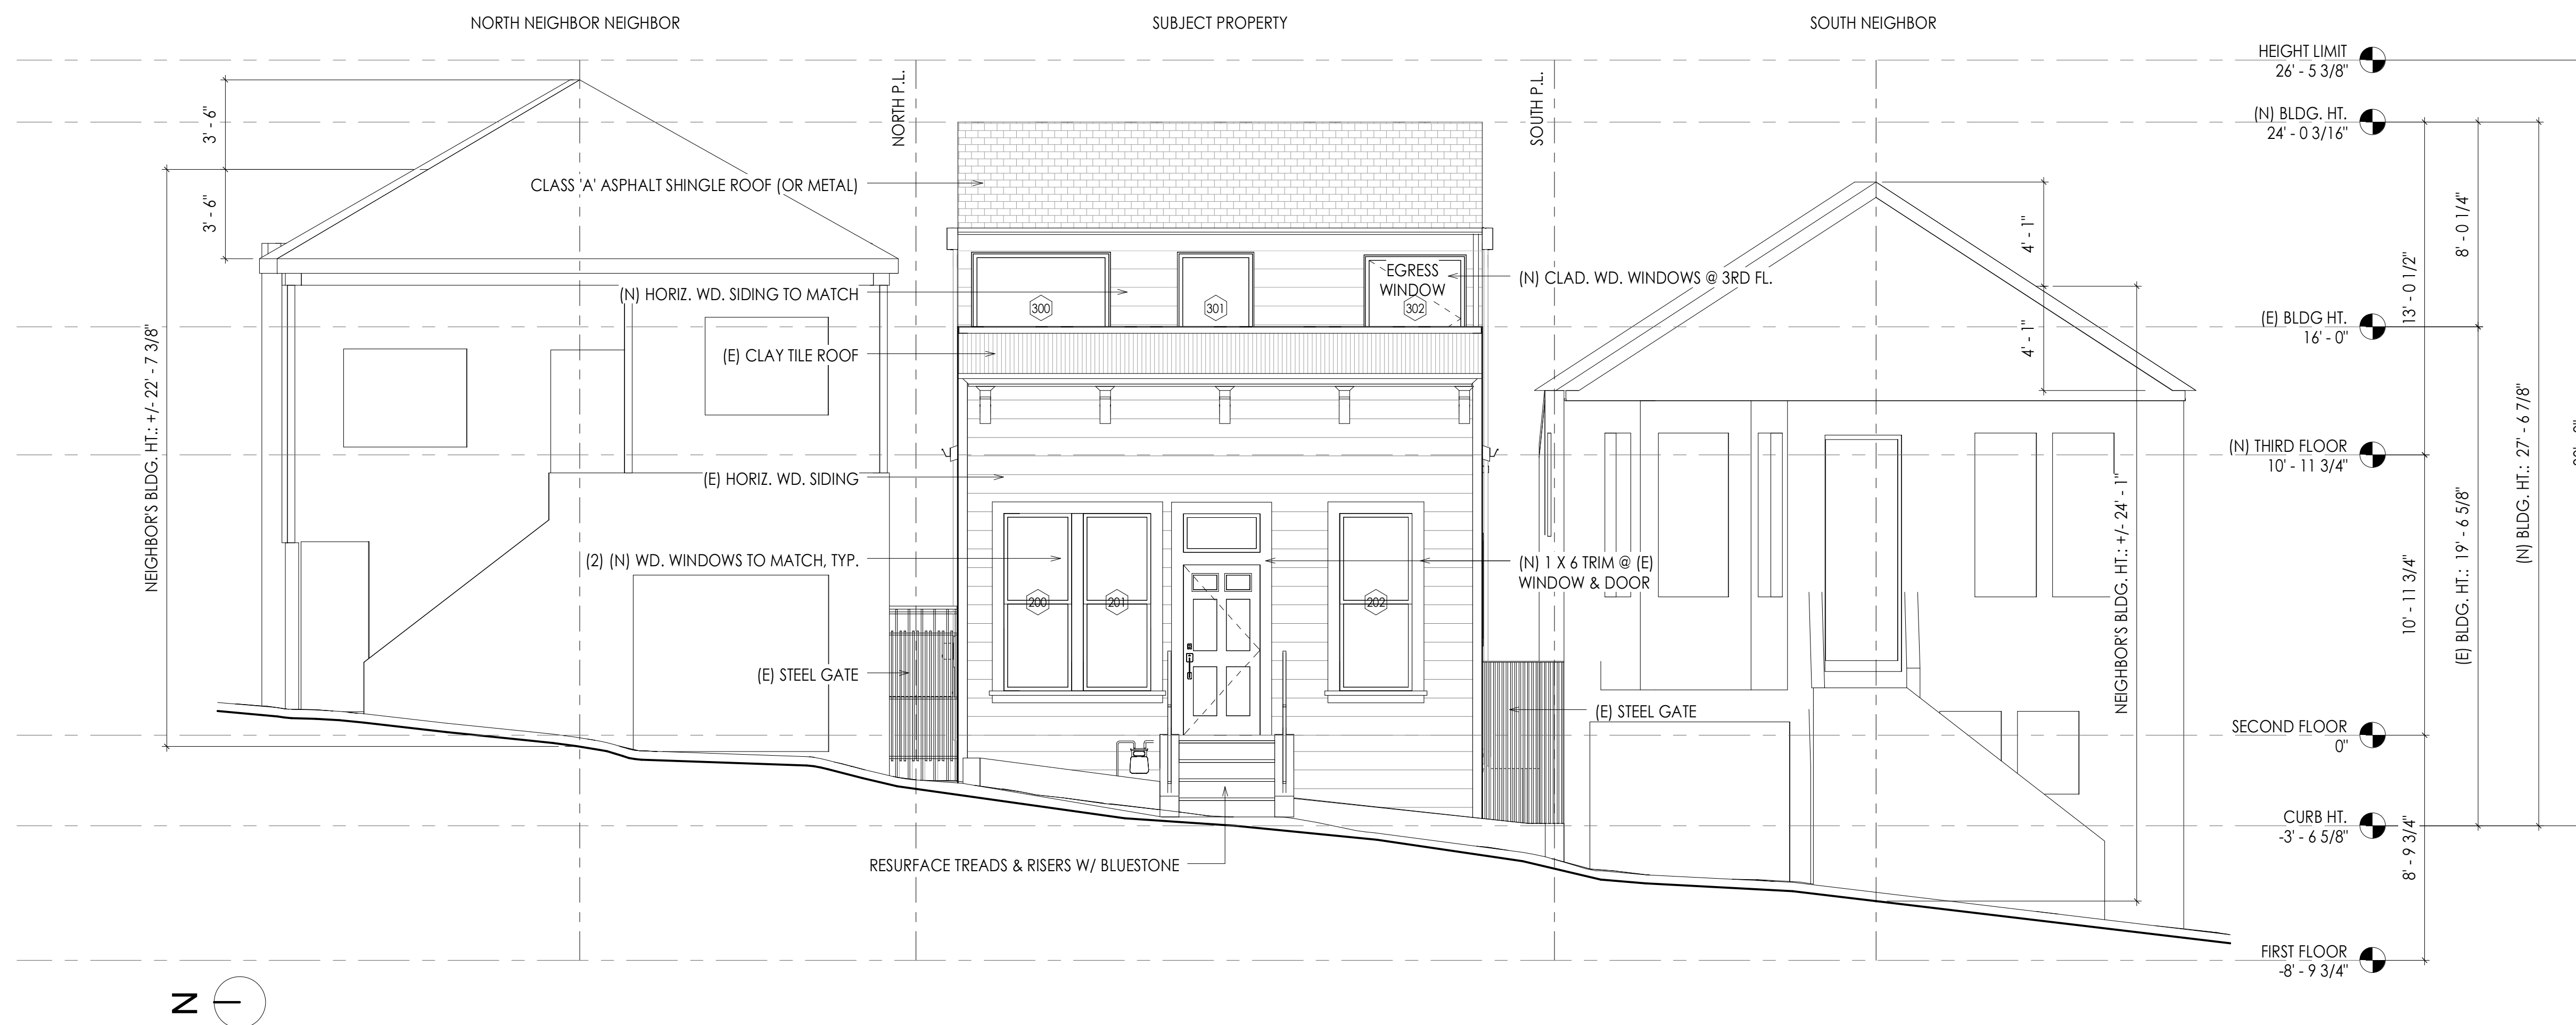 NORTH NEIGHBOR NEIGHBOR
SUBJECT PROPERTY
SOUTH NEIGHBOR
HEIGHT LIMIT
26' - 5 3/8"
(N) BLDG. HT.
24' - 0 3/16"
(E) BLDG HT.
16' - 0"
(N) THIRD FLOOR
10' - 11 3/4"
SECOND FLOOR
0"
CURB HT.
-3' - 6 5/8"
FIRST FLOOR
-8' - 9 3/4"
3' - 6"
3' - 6"
NEIGHBOR'S BLDG. HT.: +/- 22' - 7 3/8"
NORTH P.L.
SOUTH P.L.
CLASS 'A' ASPHALT SHINGLE ROOF (OR METAL)
(N) HORIZ. WD. SIDING TO MATCH
(E) CLAY TILE ROOF
(E) HORIZ. WD. SIDING
(2) (N) WD. WINDOWS TO MATCH, TYP.
(E) STEEL GATE
RESURFACE TREADS & RISERS W/ BLUESTONE
300
301
EGRESS
WINDOW
302
200
201
202
(N) CLAD. WD. WINDOWS @ 3RD FL.
(N) 1 X 6 TRIM @ (E)
WINDOW & DOOR
(E) STEEL GATE
4' - 1"
4' - 1"
NEIGHBOR'S BLDG. HT.: +/- 24' - 1"
13' - 0 1/2"
10' - 11 3/4"
8' - 9 3/4"
8' - 0 1/4"
(E) BLDG. HT.: 19' - 6 5/8"
(N) BLDG. HT.: 27' - 6 7/8"
N